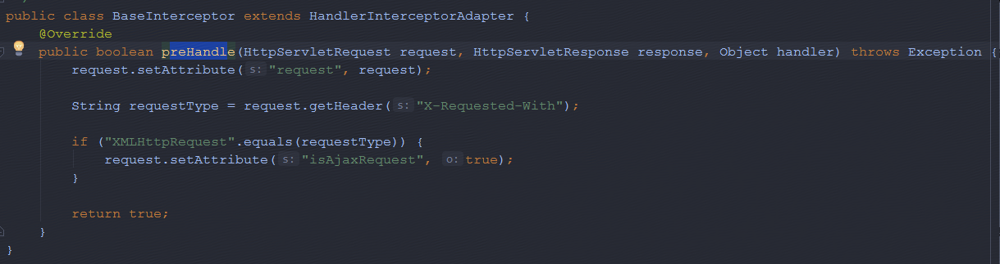 public class BaseInterceptor extends HandlerInterceptorAdapter {
@Override
public boolean preHandle(HttpServletRequest request, HttpServletResponse response, Object handler) throws Exception {
request.setAttribute( s: "request", request);
String requestType = request.getHeader( s: "X-Requested-With");
if ("XMLHttpRequest".equals(requestType)) {
request.setAttribute( s: "isAjaxRequest", o: true);
}
return true;
}
}